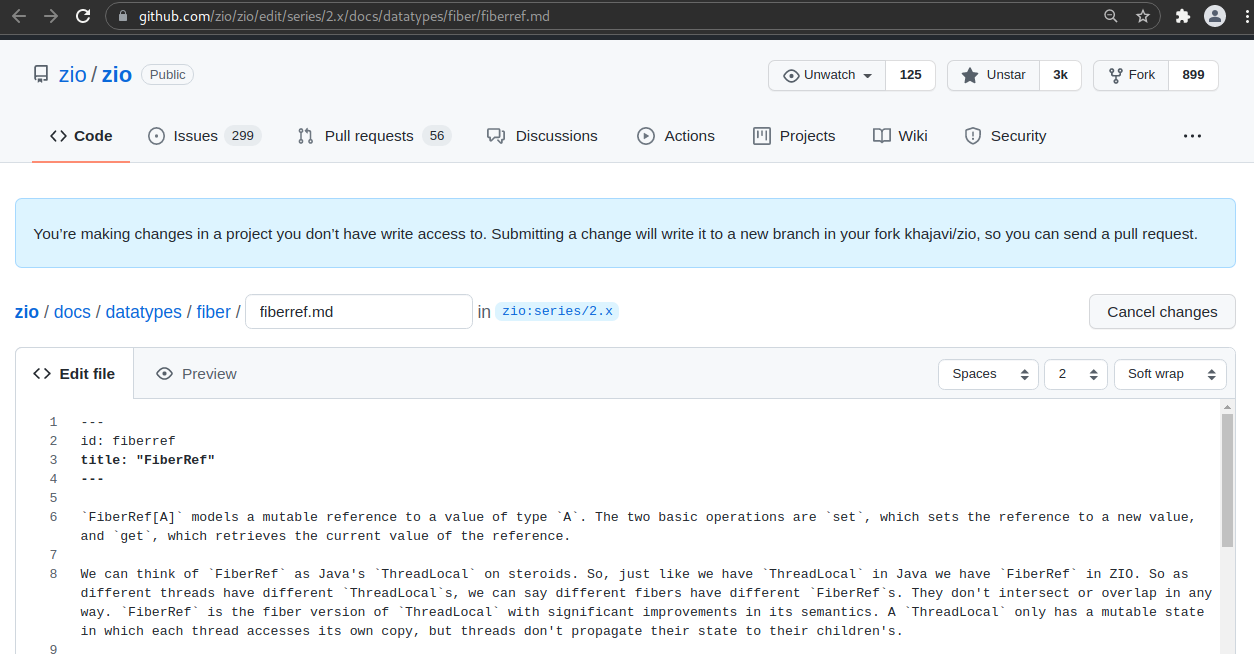 github.com/zio/zio/edit/series/2.x/docs/datatypes/fiber/fiberref.md
zio / zio Public
Unwatch 125 Unstar 3k Fork 899
Code Issues 299 Pull requests 56 Discussions Actions Projects Wiki Security
You're making changes in a project you don't have write access to. Submitting a change will write it to a new branch in your fork khajavi/zio, so you can send a pull request.
zio / docs / datatypes / fiber / fiberref.md in zio:series/2.x Cancel changes
Edit file Preview Spaces 2 Soft wrap
1 ---
2 id: fiberref
3 title: "FiberRef"
4 ---
5
6 `FiberRef[A]` models a mutable reference to a value of type `A`. The two basic operations are `set`, which sets the reference to a new value,
and `get`, which retrieves the current value of the reference.
7
8 We can think of `FiberRef` as Java's `ThreadLocal` on steroids. So, just like we have `ThreadLocal` in Java we have `FiberRef` in ZIO. So as
different threads have different `ThreadLocal`s, we can say different fibers have different `FiberRef`s. They don't intersect or overlap in any
way. `FiberRef` is the fiber version of `ThreadLocal` with significant improvements in its semantics. A `ThreadLocal` only has a mutable state
in which each thread accesses its own copy, but threads don't propagate their state to their children's.
9